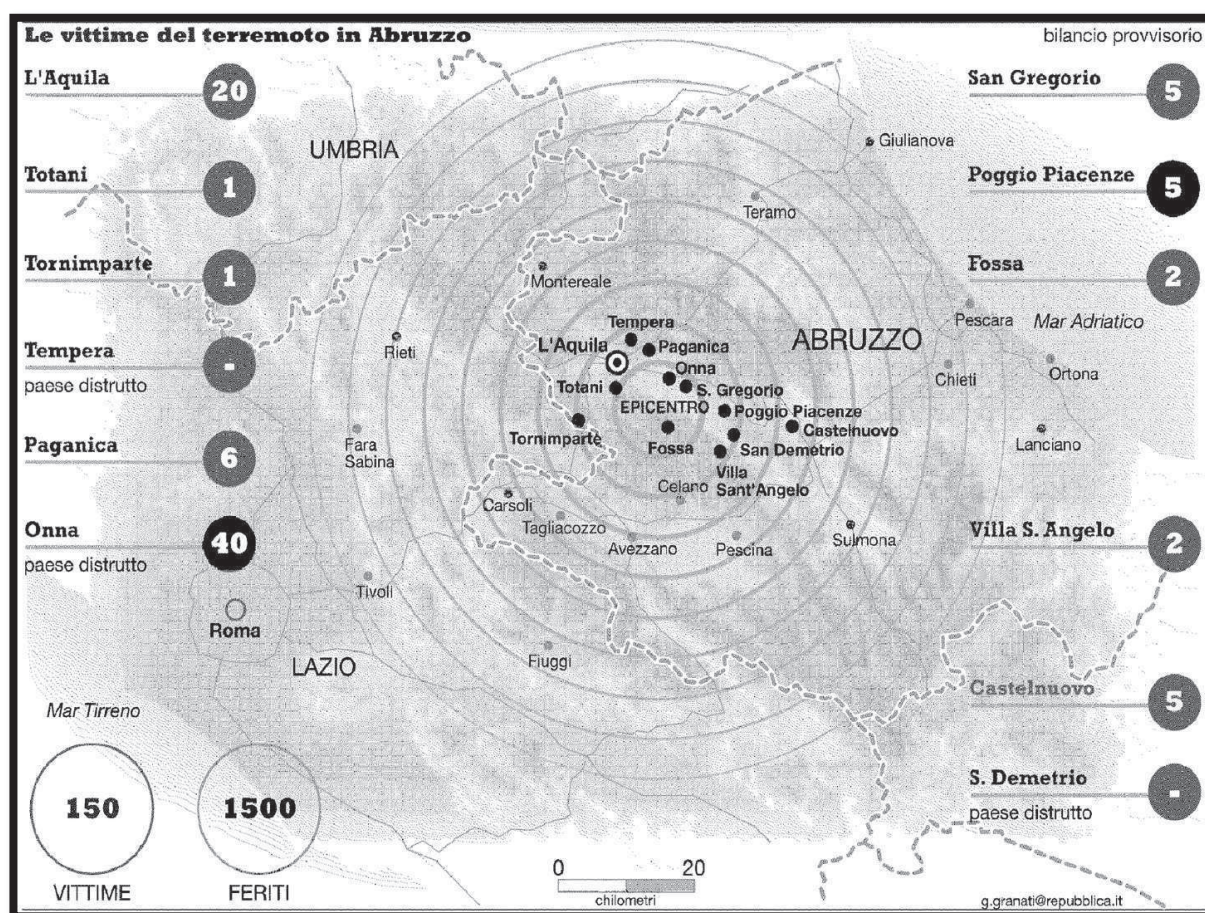 Le vittime del terremoto in Abruzzo
bilancio provvisorio
L'Aquila
20
Totani
1
Tornimparte
1
Tempera
-
paese distrutto
Paganica
6
Onna
40
paese distrutto
San Gregorio
5
Poggio Piacenze
5
Fossa
2
Villa S. Angelo
2
Castelnuovo
5
S. Demetrio
-
paese distrutto
UMBRIA
Giulianova
Teramo
Montereale
Tempera
Rieti
L'Aquila
Paganica
ABRUZZO
Pescara
Mar Adriatico
Onna
Totani
S. Gregorio
Chieti
Ortona
EPICENTRO
Poggio Piacenze
Castelnuovo
Tornimparte
Fossa
San Demetrio
Lanciano
Fara
Sabina
Villa
Sant'Angelo
Celano
Carsoli
Tagliacozzo
Avezzano
Pescina
Sulmona
Tivoli
Roma
LAZIO
Fiuggi
Mar Tirreno
150
VITTIME
1500
FERITI
0
20
chilometri
g.granati@repubblica.it